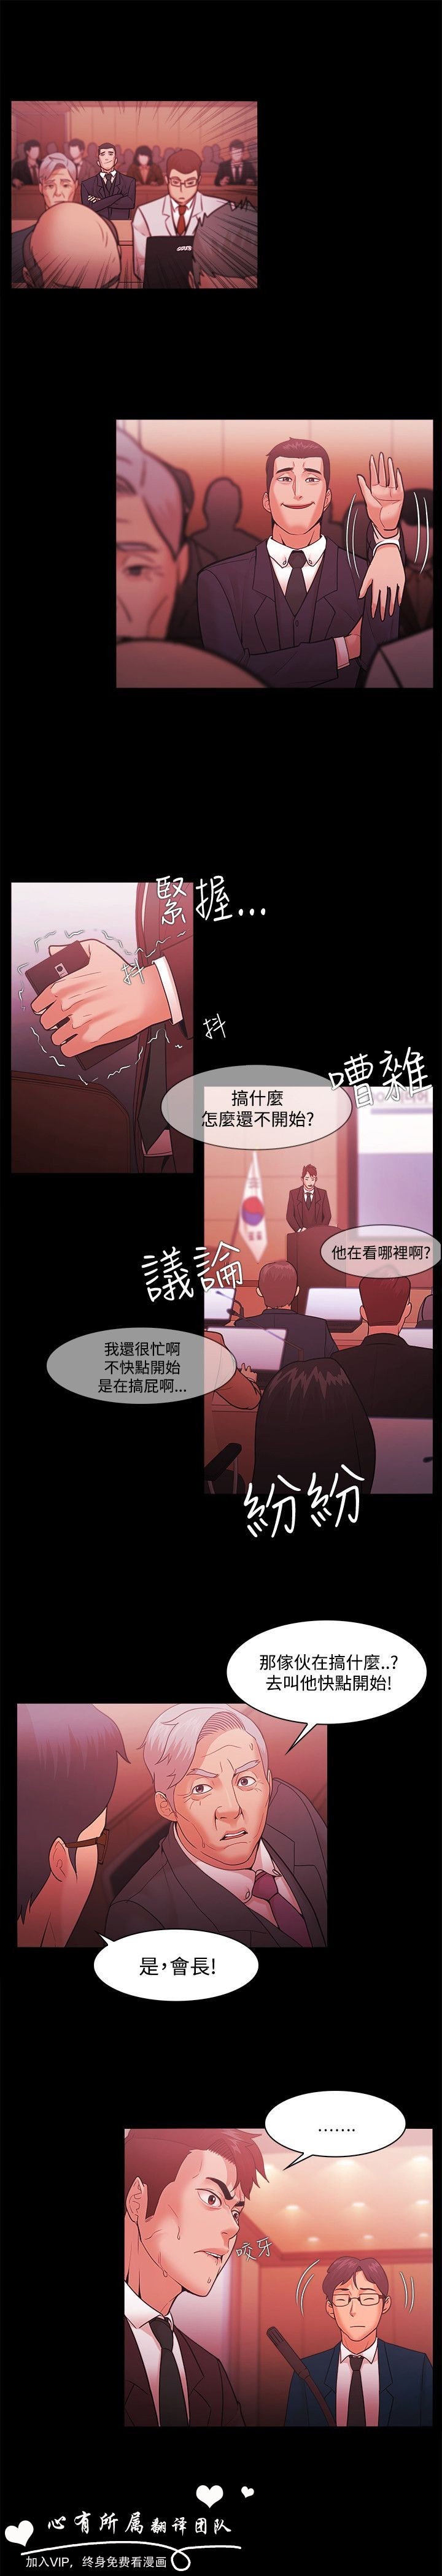 緊握...
抖
抖
嘈雜
搞什麼
怎麼還不開始?
他在看哪裡啊?
議論
我還很忙啊
不快點開始
是在搞屁啊...
紛紛
那傢伙在搞什麼..?
去叫他快點開始!
是,會長!
.......
咬牙
心有所属翻译团队
加入VIP，终身免费看漫画